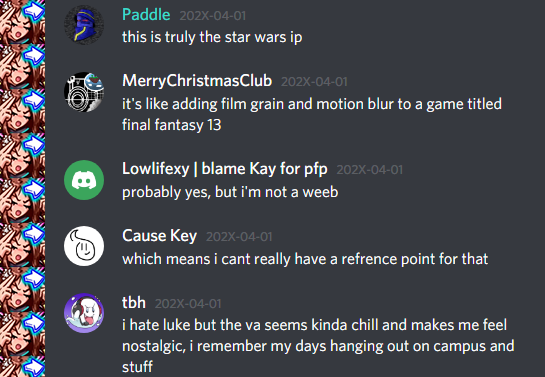 Paddle 202X-04-01
this is truly the star wars ip
MerryChristmasClub 202X-04-01
it's like adding film grain and motion blur to a game titled
final fantasy 13
Lowlifexy | blame Kay for pfp 202X-04-01
probably yes, but i'm not a weeb
Cause Key 202X-04-01
which means i cant really have a refrence point for that
tbh 202X-04-01
i hate luke but the va seems kinda chill and makes me feel
nostalgic, i remember my days hanging out on campus and
stuff